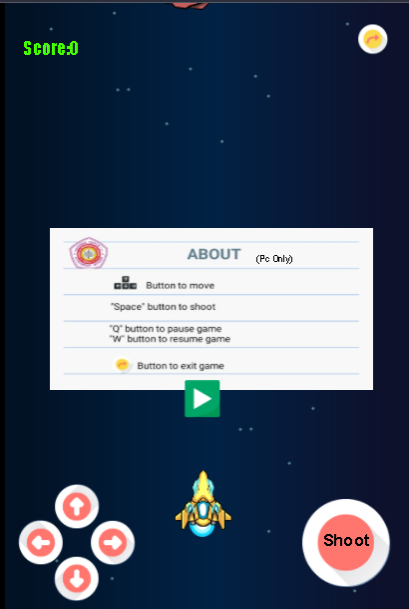 Score:0
ABOUT (Pc Only)
Button to move
"Space" button to shoot
"Q" button to pause game
"W" button to resume game
Button to exit game
Shoot